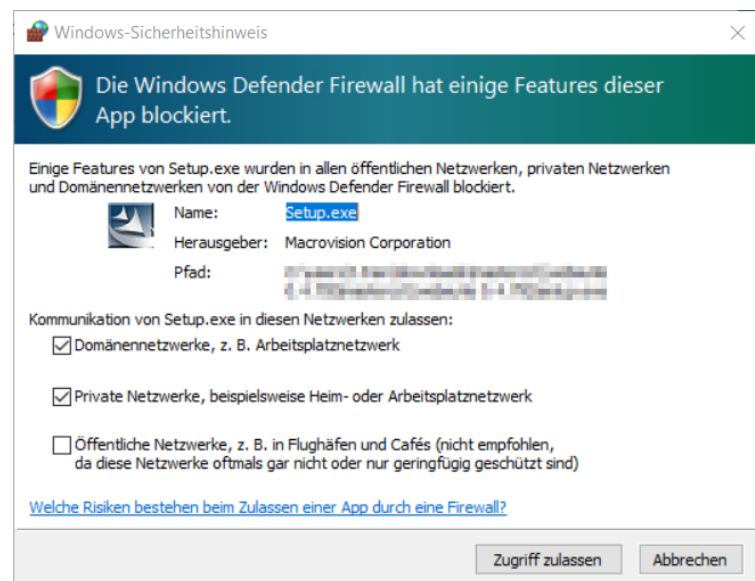 Windows-Sicherheitshinweis
Die Windows Defender Firewall hat einige Features dieser
App blockiert.
Einige Features von Setup.exe wurden in allen öffentlichen Netzwerken, privaten Netzwerken
und Domänennetzwerken von der Windows Defender Firewall blockiert.
Name: Setup.exe
Herausgeber: Macrovision Corporation
Pfad:
Kommunikation von Setup.exe in diesen Netzwerken zulassen:
Domänennetzwerke, z. B. Arbeitsplatznetzwerk
Private Netzwerke, beispielsweise Heim- oder Arbeitsplatznetzwerk
Öffentliche Netzwerke, z. B. in Flughäfen und Cafés (nicht empfohlen,
da diese Netzwerke oftmals gar nicht oder nur geringfügig geschützt sind)
Welche Risiken bestehen beim Zulassen einer App durch eine Firewall?
Zugriff zulassen Abbrechen